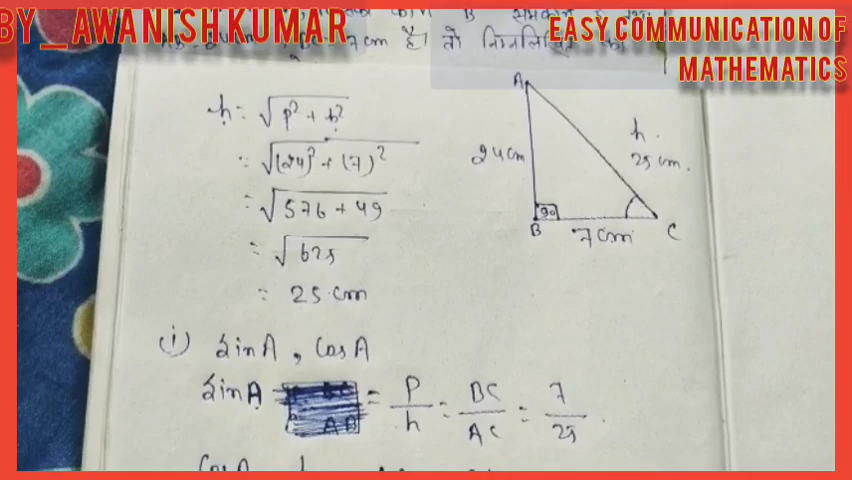 BY_AWANISH KUMAR
EASY COMMUNICATION OF
MATHEMATICS
7cm है। तो निम्नलिखित
h = √p² + b²
= √(24)² + (7)²
= √576 + 49
= √625
= 25 cm
A
24 cm
h.
25 cm.
90
B
7 cm
C
(i) sinA, cosA
sinA = P/h = BC/AC = 7/25.
cosA